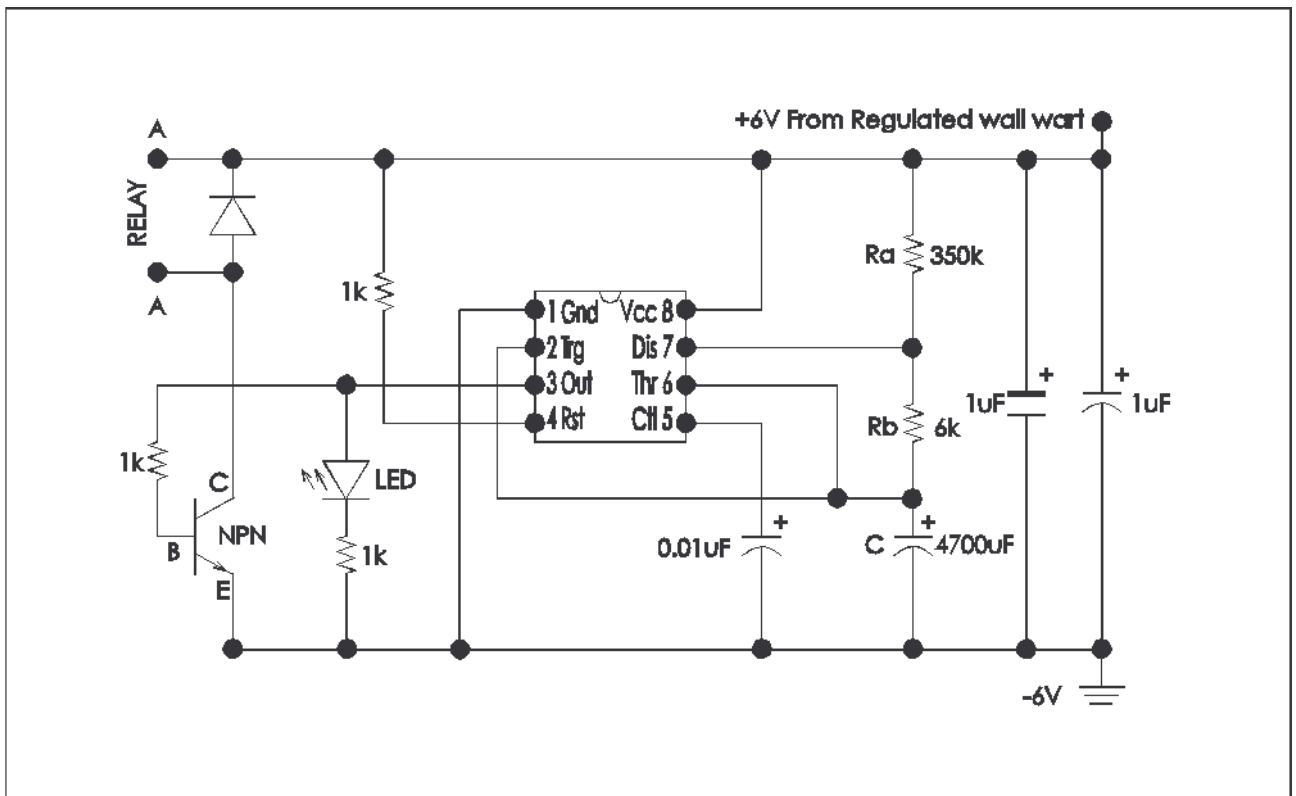 +6V From Regulated wall wart
A
RELAY
A
Ra 350k
1k
1 Gnd Vcc 8
2 Trg Dis 7
3 Out Thr 6
4 Rst Ctl 5
Rb 6k
1uF +
+ 1uF
1k
C
NPN
B
E
LED
1k
0.01uF +
C + 4700uF
-6V